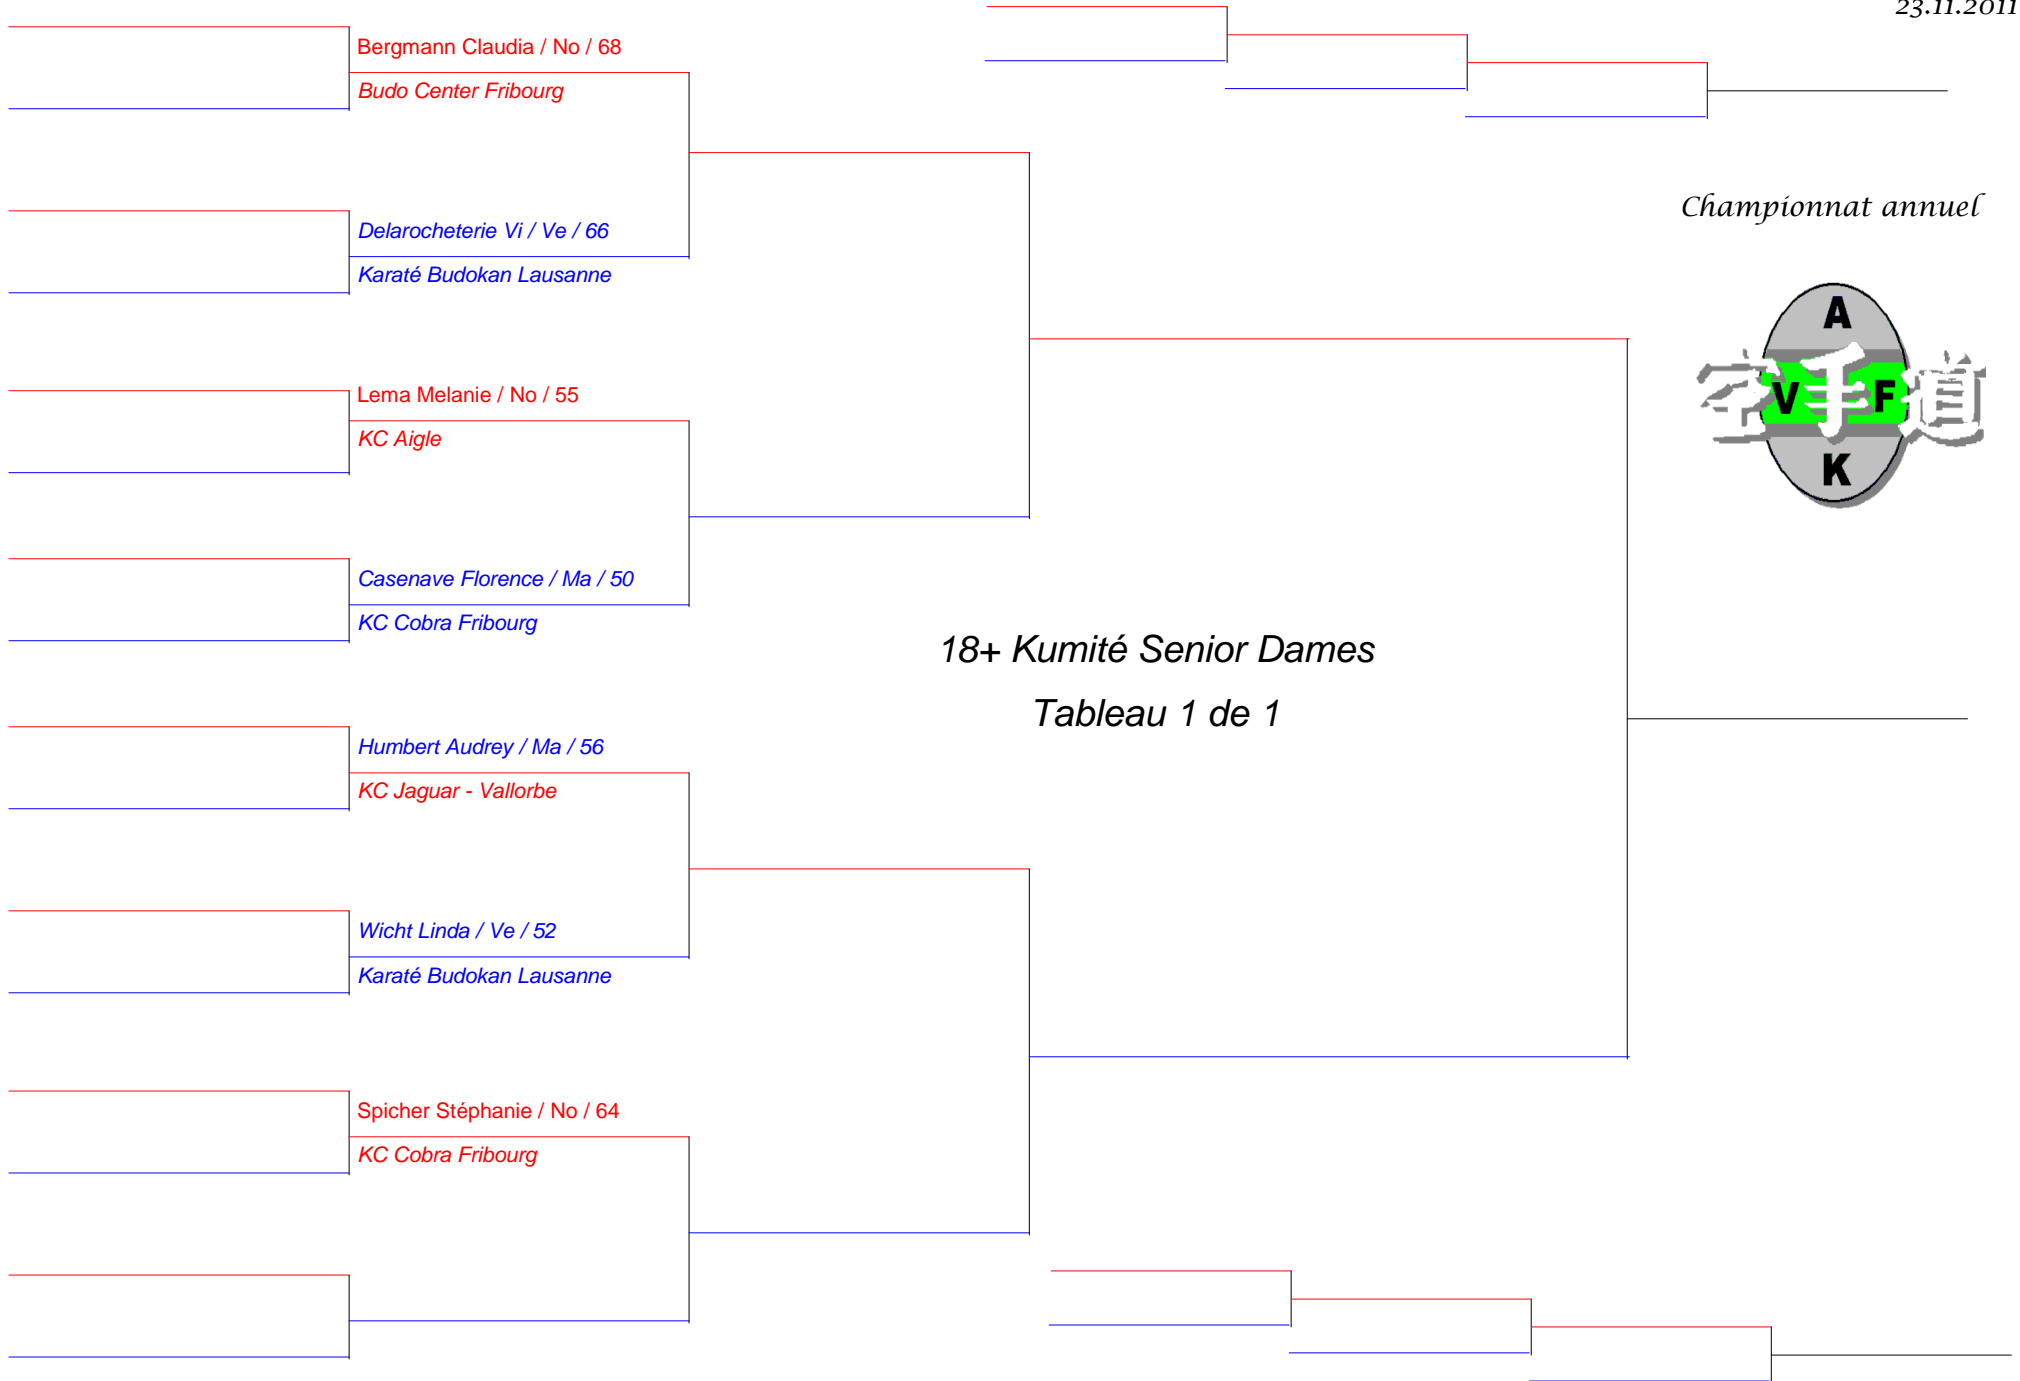 23.11.2011
Bergmann Claudia / No / 68
Budo Center Fribourg
Championnat annuel
Delarocheterie Vi / Ve / 66
Karaté Budokan Lausanne
A
空手道
V F
K
Lema Melanie / No / 55
KC Aigle
Casenave Florence / Ma / 50
KC Cobra Fribourg
18+ Kumité Senior Dames
Tableau 1 de 1
Humbert Audrey / Ma / 56
KC Jaguar - Vallorbe
Wicht Linda / Ve / 52
Karaté Budokan Lausanne
Spicher Stéphanie / No / 64
KC Cobra Fribourg